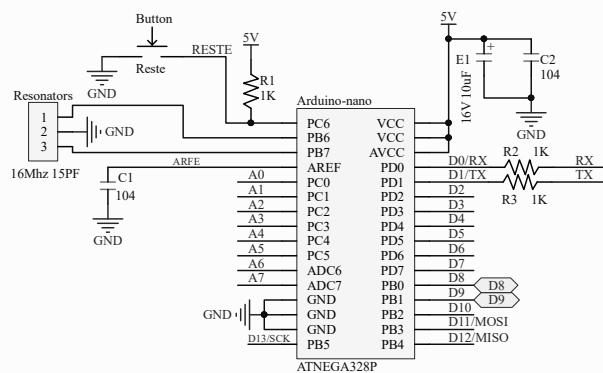 Button
RESTE
Reste
GND
5V
R1
1K
5V
E1
+
16V 10uF
C2
104
GND
Resonators
1
2
3
GND
16Mhz 15PF
Arduino-nano
PC6 VCC
PB6 VCC
PB7 AVCC
ARFE AREF PD0 D0/RX R2 1K RX
A0 PC0 PD1 D1/TX R3 1K TX
A1 PC1 PD2 D2
A2 PC2 PD3 D3
A3 PC3 PD4 D4
A4 PC4 PD5 D5
A5 PC5 PD6 D6
A6 ADC6 PD7 D7
A7 ADC7 PB0 D8 D8
GND GND PB1 D9 D9
GND PB2 D10
GND PB3 D11/MOSI
D13/SCK PB5 PB4 D12/MISO
C1
104
GND
ATNEGA328P